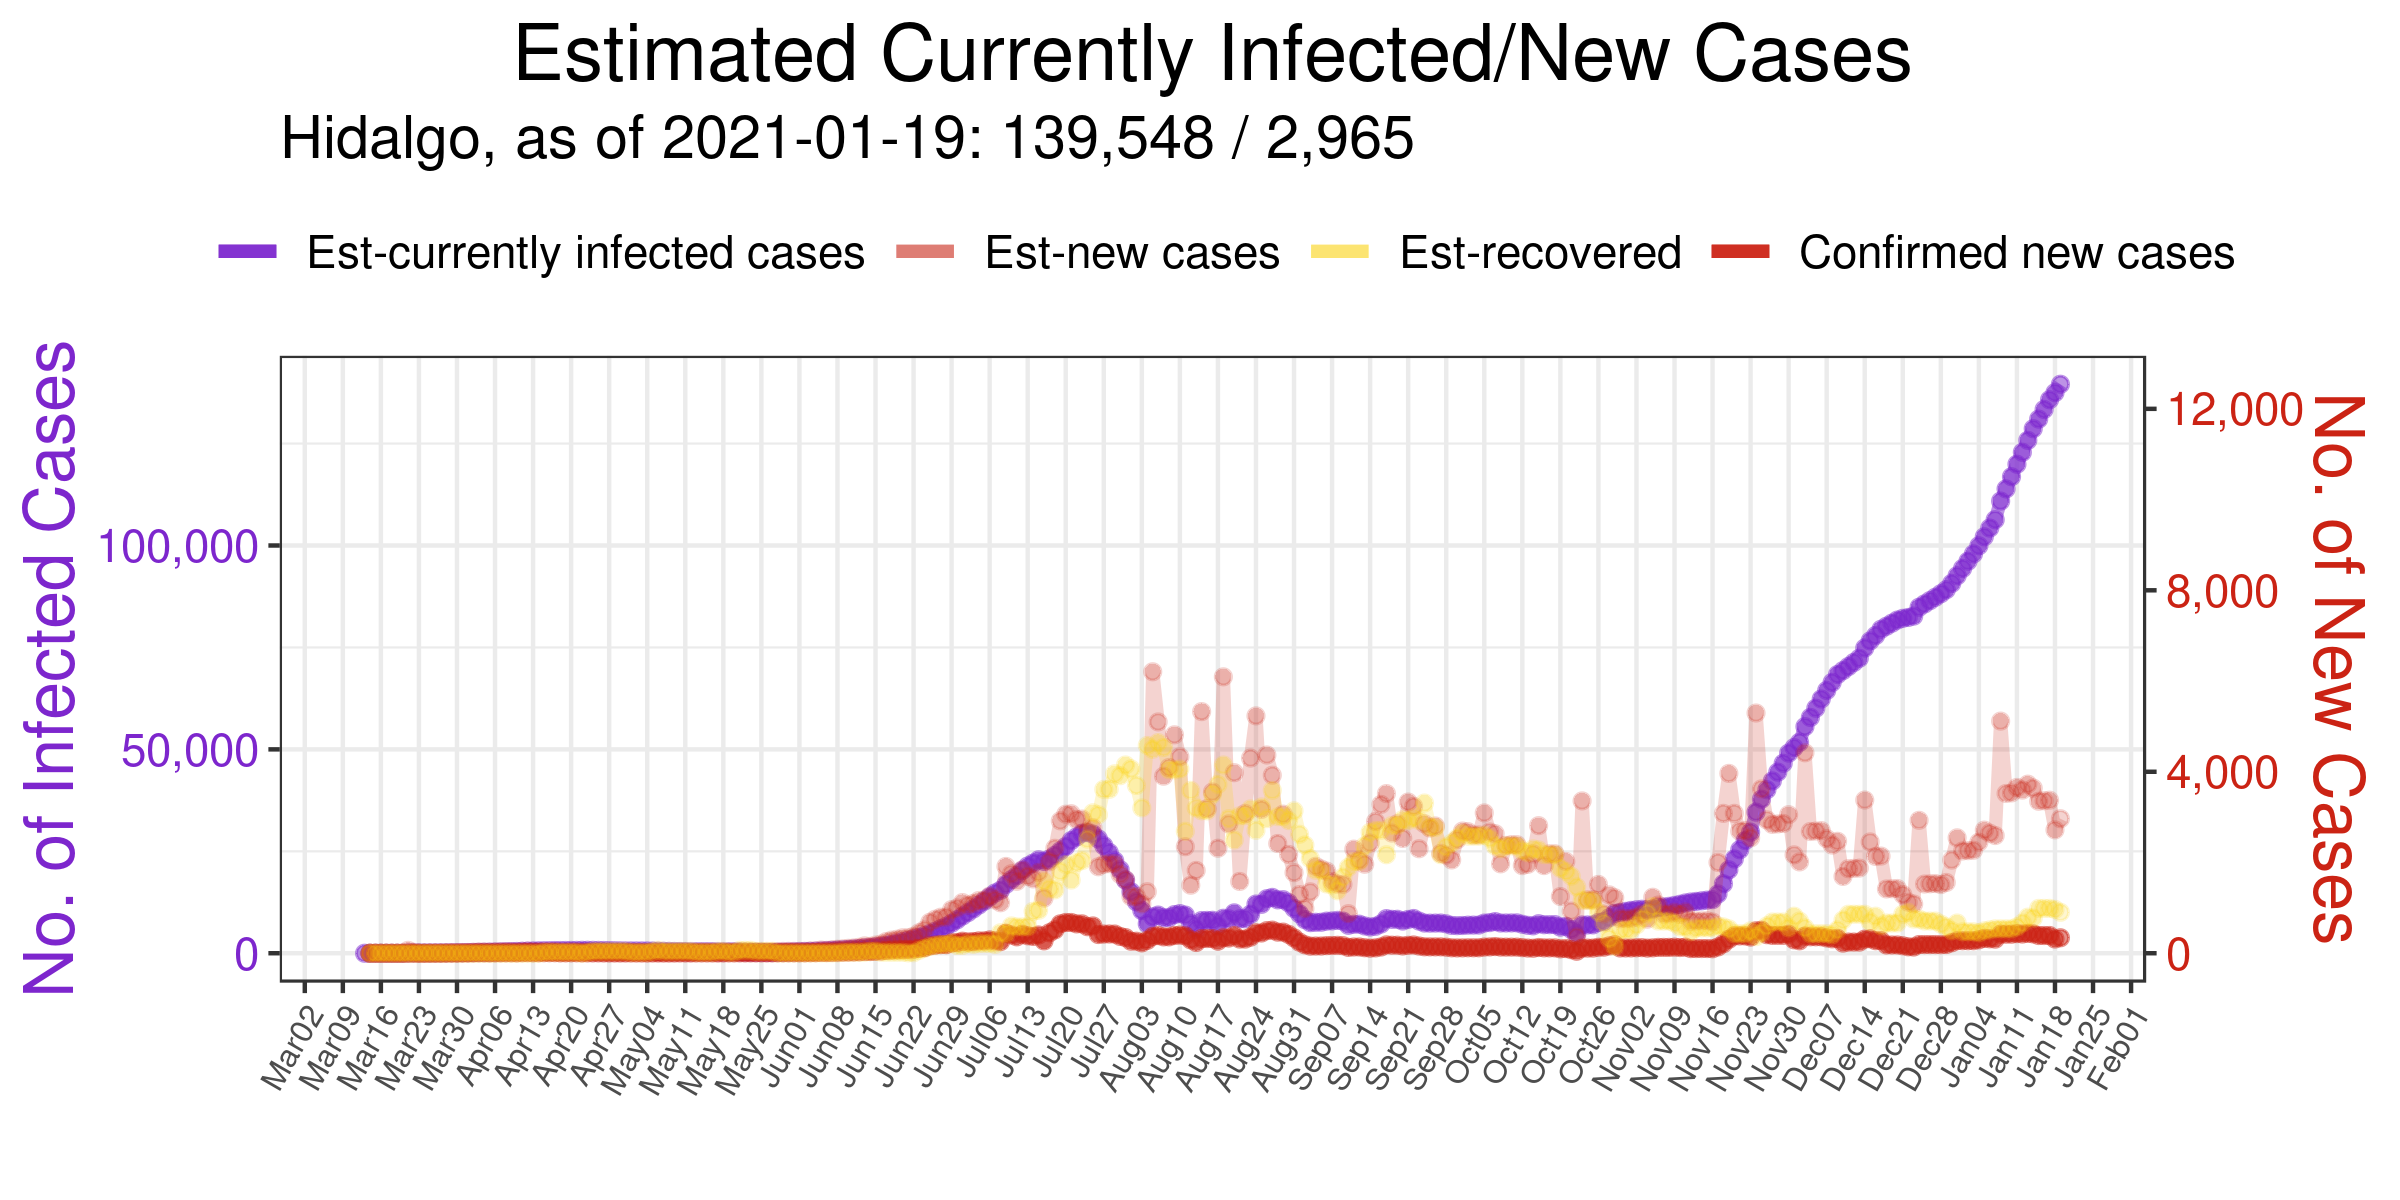 Estimated Currently Infected/New Cases
Hidalgo, as of 2021-01-19: 139,548 / 2,965
Est-currently infected cases
Est-new cases
Est-recovered
Confirmed new cases
No. of Infected Cases
100,000
50,000
0
12,000
8,000
4,000
0
No. of New Cases
Mar02
Mar09
Mar16
Mar23
Mar30
Apr06
Apr13
Apr20
Apr27
May04
May11
May18
May25
Jun01
Jun08
Jun15
Jun22
Jun29
Jul06
Jul13
Jul20
Jul27
Aug03
Aug10
Aug17
Aug24
Aug31
Sep07
Sep14
Sep21
Sep28
Oct05
Oct12
Oct19
Oct26
Nov02
Nov09
Nov16
Nov23
Nov30
Dec07
Dec14
Dec21
Dec28
Jan04
Jan11
Jan18
Jan25
Feb01